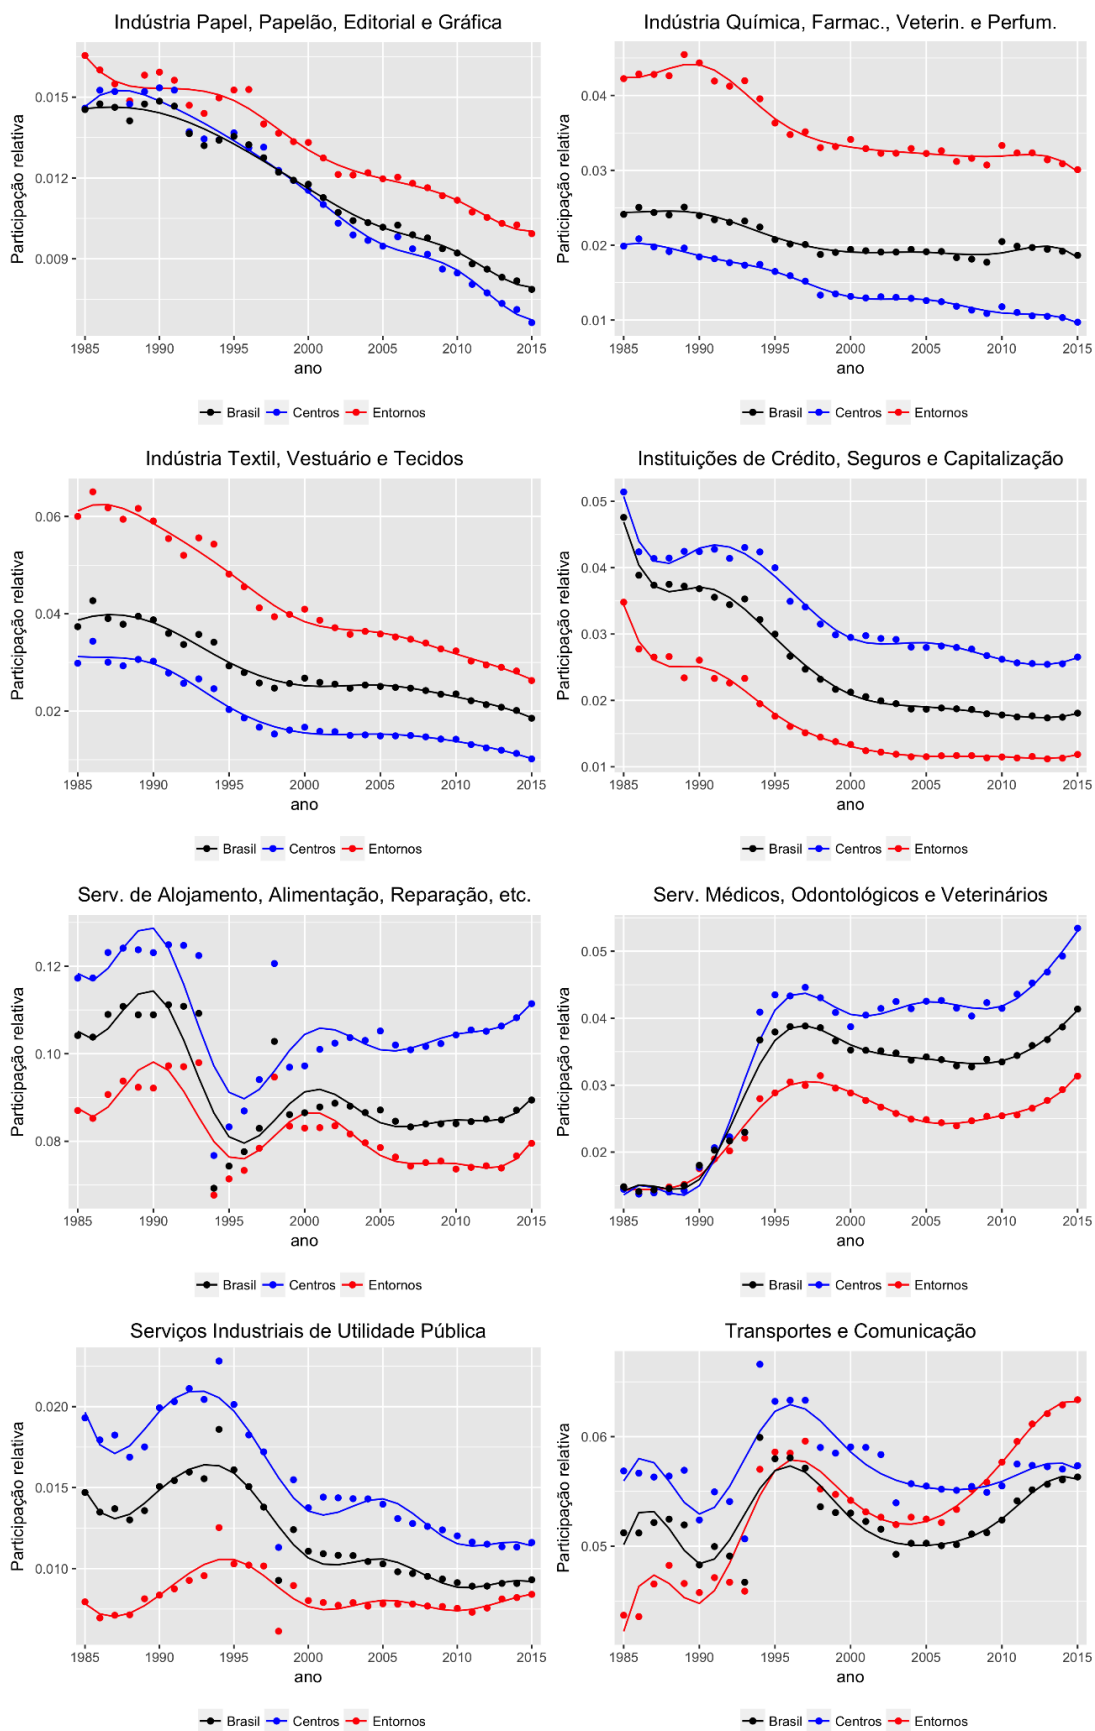 Indústria Papel, Papelão, Editorial e Gráfica
Participação relativa
0.015
0.012
0.009
1985 1990 1995 2000 2005 2010 2015
ano
Brasil Centros Entornos
Indústria Química, Farmac., Veterin. e Perfum.
Participação relativa
0.04
0.03
0.02
0.01
1985 1990 1995 2000 2005 2010 2015
ano
Brasil Centros Entornos
Indústria Textil, Vestuário e Tecidos
Participação relativa
0.06
0.04
0.02
1985 1990 1995 2000 2005 2010 2015
ano
Brasil Centros Entornos
Instituições de Crédito, Seguros e Capitalização
Participação relativa
0.05
0.04
0.03
0.02
0.01
1985 1990 1995 2000 2005 2010 2015
ano
Brasil Centros Entornos
Serv. de Alojamento, Alimentação, Reparação, etc.
Participação relativa
0.12
0.10
0.08
1985 1990 1995 2000 2005 2010 2015
ano
Brasil Centros Entornos
Serv. Médicos, Odontológicos e Veterinários
Participação relativa
0.05
0.04
0.03
0.02
1985 1990 1995 2000 2005 2010 2015
ano
Brasil Centros Entornos
Serviços Industriais de Utilidade Pública
Participação relativa
0.020
0.015
0.010
1985 1990 1995 2000 2005 2010 2015
ano
Brasil Centros Entornos
Transportes e Comunicação
Participação relativa
0.06
0.05
1985 1990 1995 2000 2005 2010 2015
ano
Brasil Centros Entornos